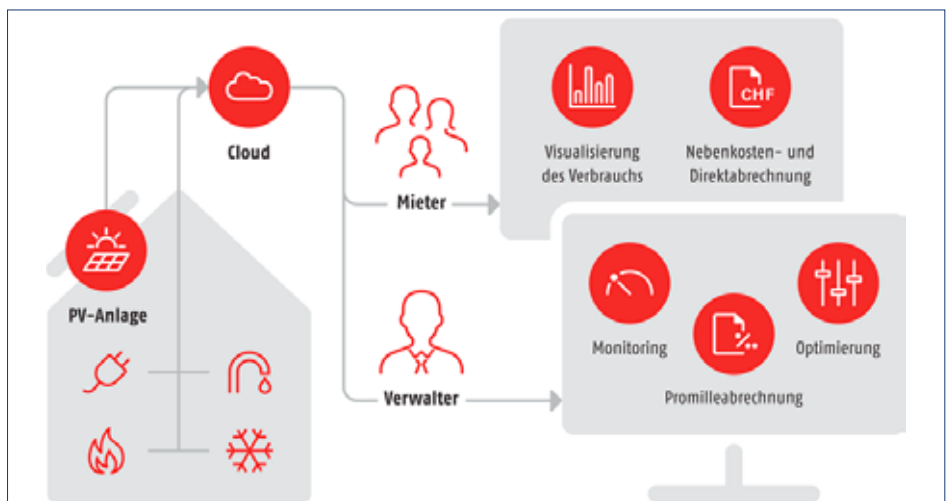 Cloud
PV-Anlage
Mieter
Verwalter
CHF
Visualisierung
des Verbrauchs
Nebenkosten- und
Direktabrechnung
Monitoring
Optimierung
Promilleabrechnung